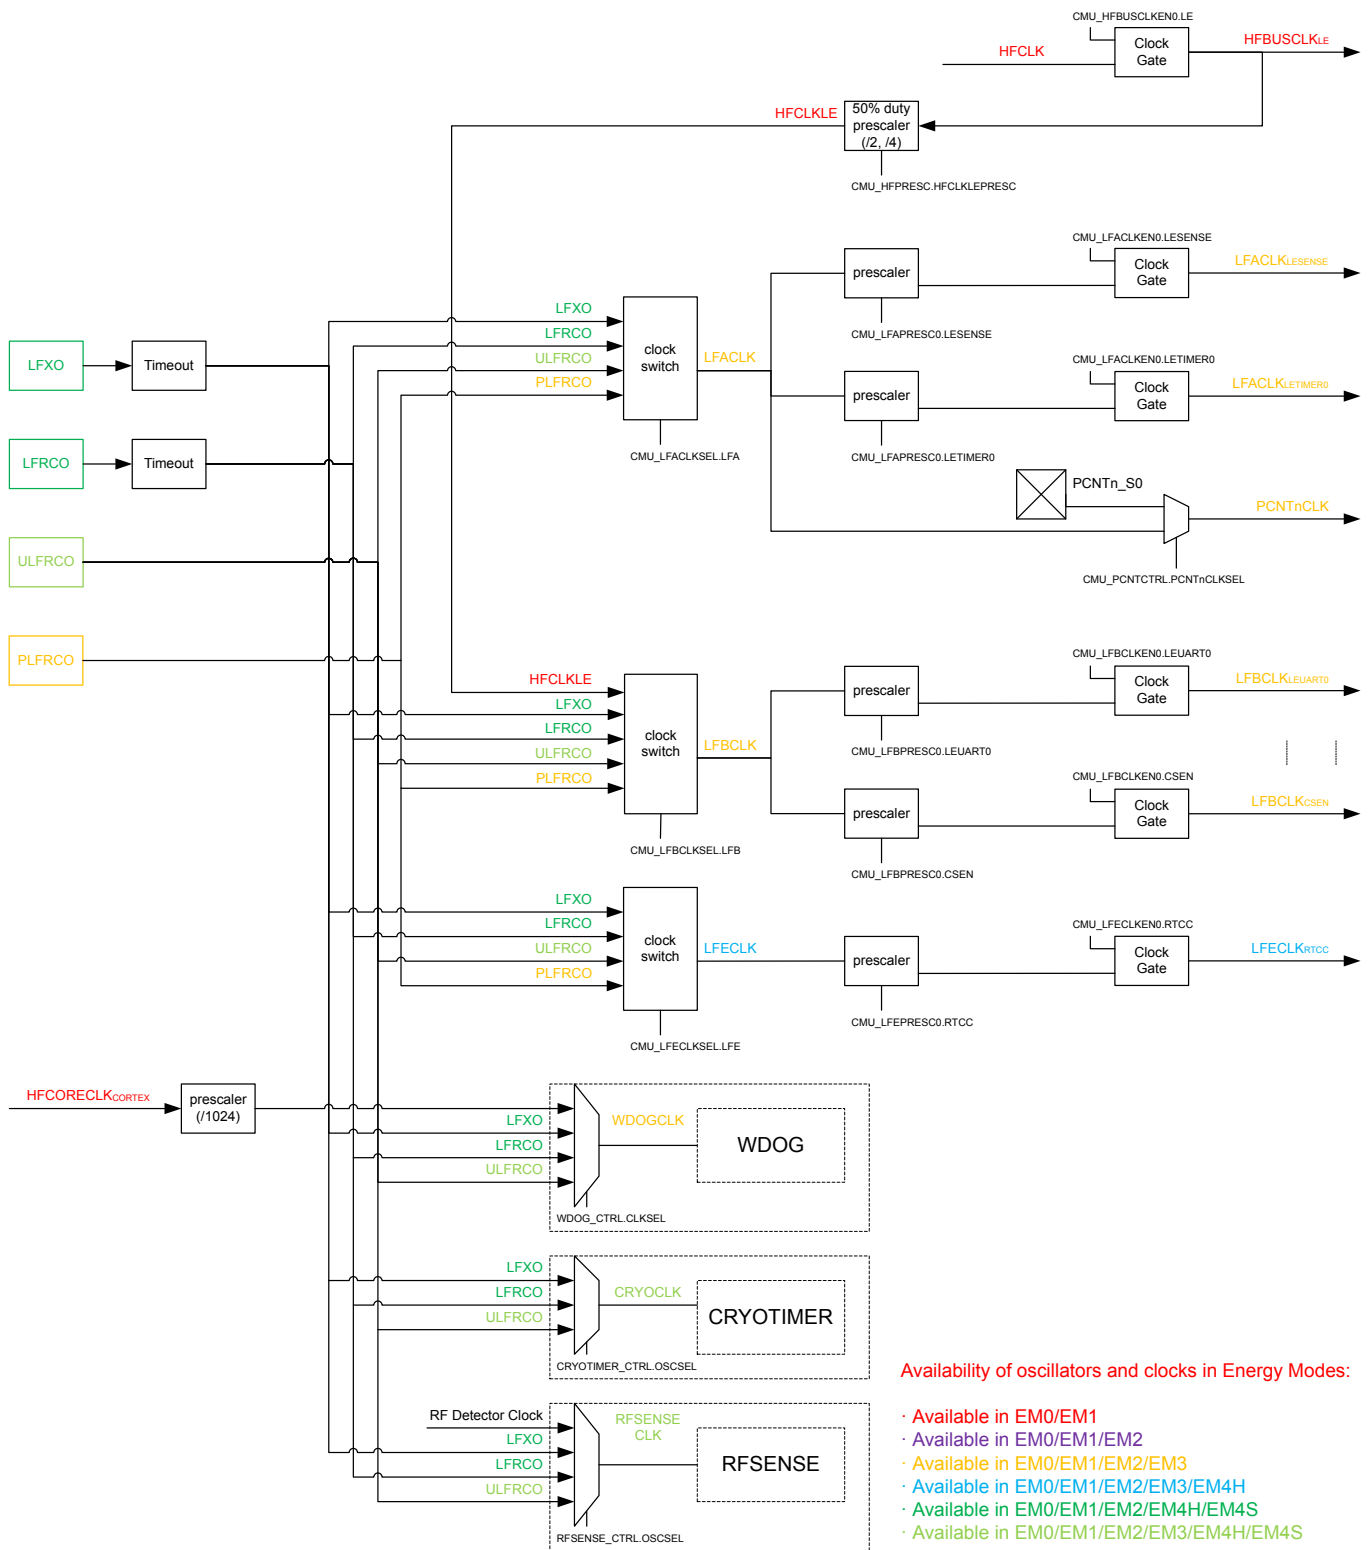 CMU_HFBUSCLKEN0.LE
HFCLK
Clock
Gate
HFBUSCLKLE
HFCLKLE
50% duty
prescaler
(/2, /4)
CMU_HFPRESC.HFCLKLEPRESC
CMU_LFACLKEN0.LESENSE
prescaler
Clock
Gate
LFACLKLESENSE
CMU_LFAPRESC0.LESENSE
LFXO
LFRCO
ULFRCO
PLFRCO
clock
switch
LFACLK
CMU_LFACLKSEL.LFA
LFXO
Timeout
CMU_LFACLKEN0.LETIMER0
prescaler
Clock
Gate
LFACLKLETIMER0
CMU_LFAPRESC0.LETIMER0
LFRCO
Timeout
PCNTn_S0
PCNTnCLK
CMU_PCNTCTRL.PCNTnCLKSEL
ULFRCO
PLFRCO
CMU_LFBCLKEN0.LEUART0
HFCLKLE
LFXO
LFRCO
ULFRCO
PLFRCO
clock
switch
LFBCLK
CMU_LFBCLKSEL.LFB
prescaler
Clock
Gate
LFBCLKLEUART0
CMU_LFBPRESC0.LEUART0
CMU_LFBCLKEN0.CSEN
prescaler
Clock
Gate
LFBCLKCSEN
CMU_LFBPRESC0.CSEN
LFXO
LFRCO
ULFRCO
PLFRCO
clock
switch
LFECLK
CMU_LFECLKSEL.LFE
CMU_LFECLKEN0.RTCC
prescaler
Clock
Gate
LFECLKRTCC
CMU_LFEPRESC0.RTCC
HFCORECLKCORTEX
prescaler
(/1024)
LFXO
LFRCO
ULFRCO
WDOGCLK
WDOG
WDOG_CTRL.CLKSEL
LFXO
LFRCO
ULFRCO
CRYOCLK
CRYOTIMER
CRYOTIMER_CTRL.OSCSEL
RF Detector Clock
LFXO
LFRCO
ULFRCO
RFSENSE
CLK
RFSENSE
RFSENSE_CTRL.OSCSEL
Availability of oscillators and clocks in Energy Modes:
· Available in EM0/EM1
· Available in EM0/EM1/EM2
· Available in EM0/EM1/EM2/EM3
· Available in EM0/EM1/EM2/EM3/EM4H
· Available in EM0/EM1/EM2/EM4H/EM4S
· Available in EM0/EM1/EM2/EM3/EM4H/EM4S